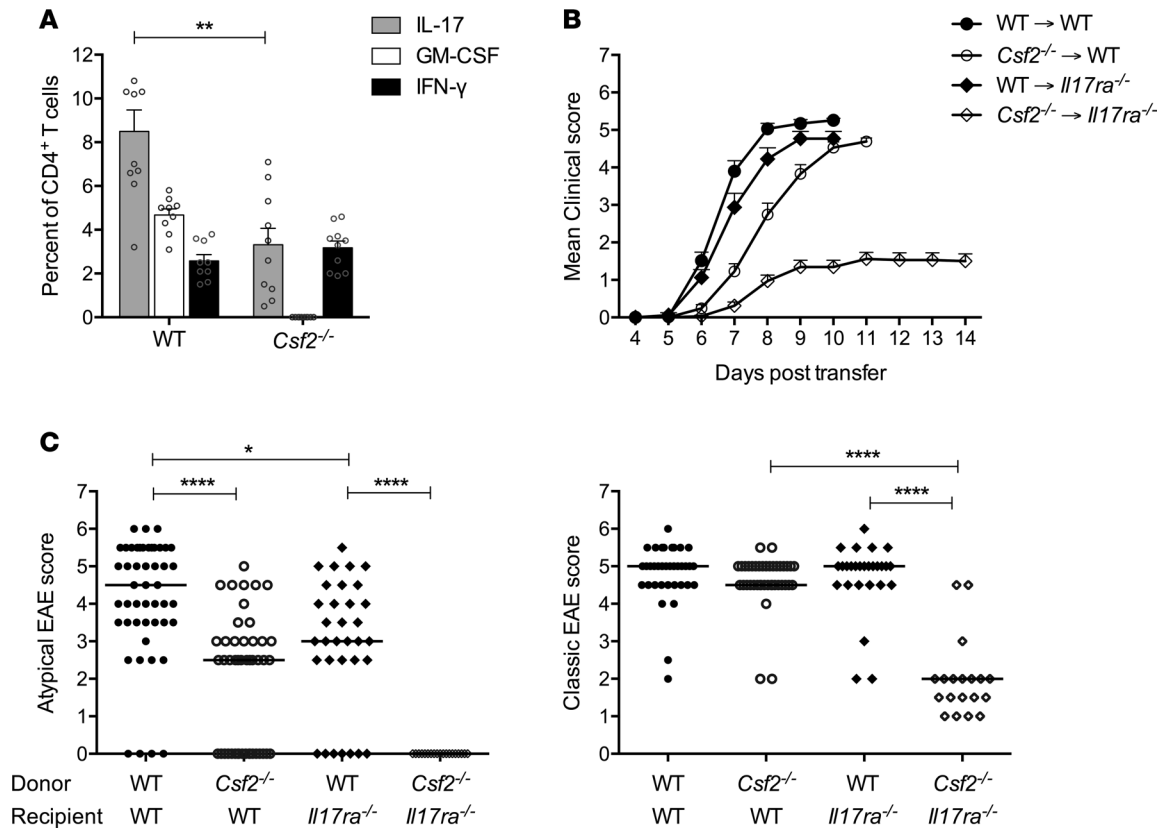 A
**
IL-17
GM-CSF
IFN-γ
Percent of CD4⁺ T cells
12
10
8
6
4
2
0
WT
Csf2⁻/⁻
B
WT → WT
Csf2⁻/⁻ → WT
WT → Il17ra⁻/⁻
Csf2⁻/⁻ → Il17ra⁻/⁻
Mean Clinical score
7
6
5
4
3
2
1
0
4 5 6 7 8 9 10 11 12 13 14
Days post transfer
C
*
****
****
Atypical EAE score
7
6
5
4
3
2
1
0
Donor WT Csf2⁻/⁻ WT Csf2⁻/⁻
Recipient WT WT Il17ra⁻/⁻ Il17ra⁻/⁻
****
****
Classic EAE score
7
6
5
4
3
2
1
0
WT Csf2⁻/⁻ WT Csf2⁻/⁻
WT WT Il17ra⁻/⁻ Il17ra⁻/⁻